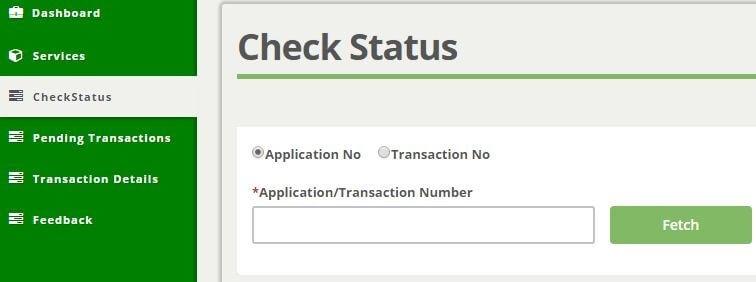 Dashboard
Services
CheckStatus
Pending Transactions
Transaction Details
Feedback
Check Status
Application No Transaction No
*Application/Transaction Number
Fetch